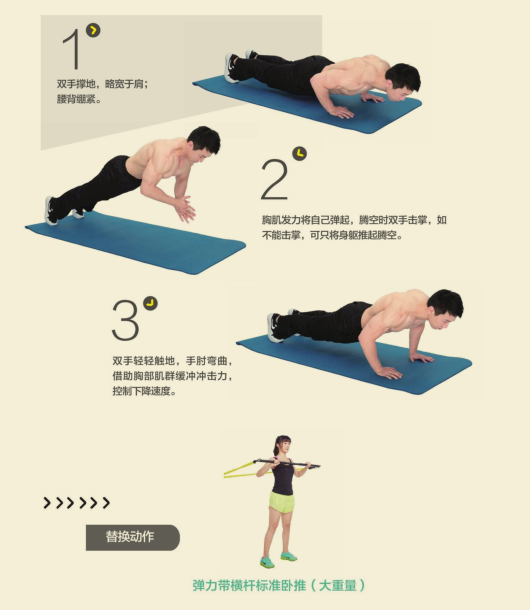 1
双手撑地，略宽于肩；
腰背绷紧。
2
胸肌发力将自己弹起，腾空时双手击掌，如
不能击掌，可只将身躯推起腾空。
3
双手轻轻触地，手肘弯曲，
借助胸部肌群缓冲冲击力，
控制下降速度。
替换动作
弹力带横杆标准卧推（大重量）